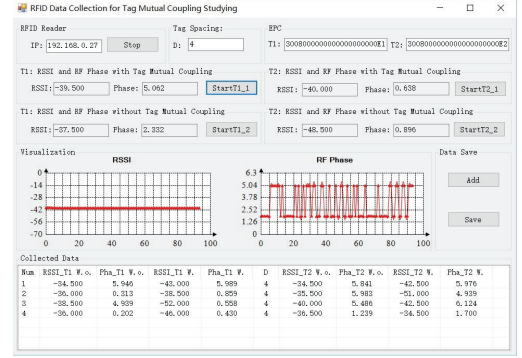 RFID Data Collection for Tag Mutual Coupling Studying
RFID Reader
IP: 192.168.0.27 Stop
Tag Spacing:
D: 4
EPC
T1: 30080000000000000000000E1 T2: 30080000000000000000000E2
T1: RSSI and RF Phase with Tag Mutual Coupling
RSSI: -39.500 Phase: 5.062 StartT1_1
T2: RSSI and RF Phase with Tag Mutual Coupling
RSSI: -40.000 Phase: 0.638 StartT2_1
T1: RSSI and RF Phase without Tag Mutual Coupling
RSSI: -37.500 Phase: 2.332 StartT1_2
T2: RSSI and RF Phase without Tag Mutual Coupling
RSSI: -48.500 Phase: 0.896 StartT2_2
Visualization
RSSI
0
-14
-28
-42
-56
-70
0 20 40 60 80 100
RF Phase
6.3
5.04
3.78
2.52
1.26
0
0 20 40 60 80 100
Data Save
Add
Save
Collected Data
Num RSSI_T1 W.o. Pha_T1 W.o. RSSI_T1 W. Pha_T1 W. D RSSI_T2 W.o. Pha_T2 W.o. RSSI_T2 W. Pha_T2 W.
1 -34.500 5.946 -43.000 5.989 4 -34.500 5.841 -42.500 5.976
2 -36.000 0.313 -38.500 0.859 4 -35.500 5.983 -51.000 4.939
3 -38.500 4.939 -52.000 0.558 4 -40.000 5.486 -42.500 6.124
4 -36.000 0.202 -46.000 0.430 4 -36.500 1.239 -34.500 1.700